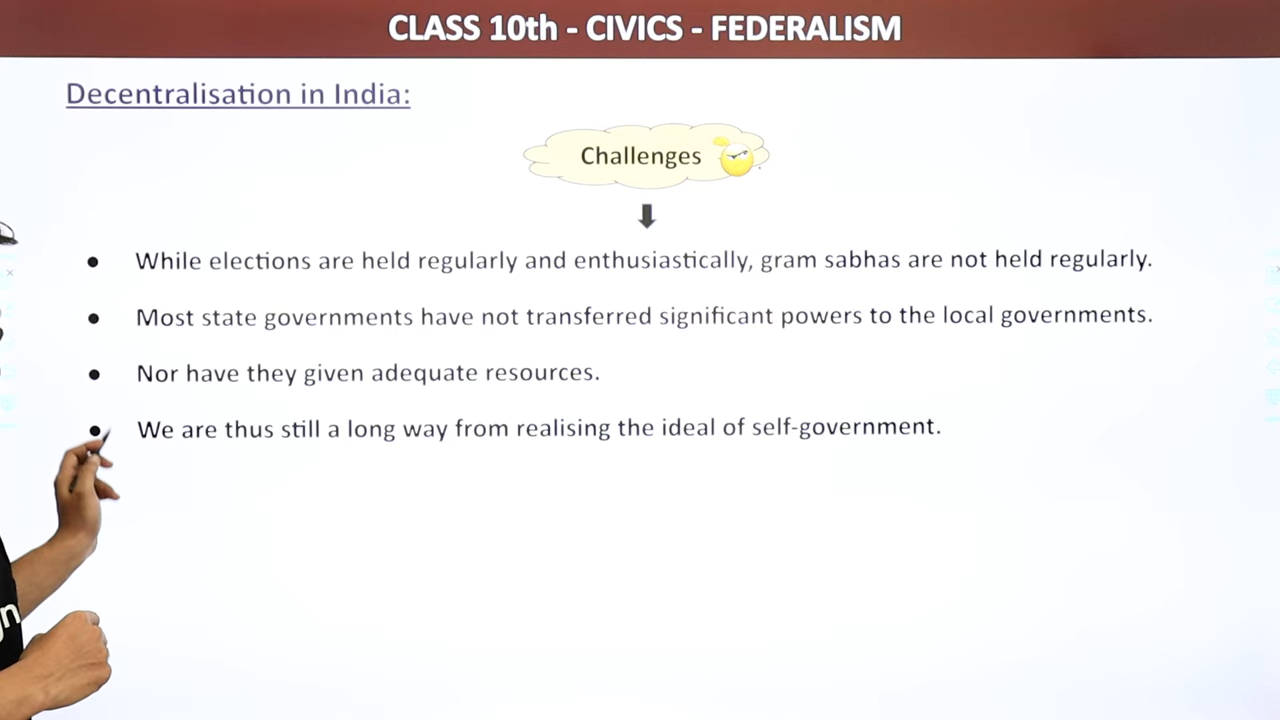 CLASS 10th - CIVICS - FEDERALISM
Decentralisation in India:
Challenges
• While elections are held regularly and enthusiastically, gram sabhas are not held regularly.
• Most state governments have not transferred significant powers to the local governments.
• Nor have they given adequate resources.
• We are thus still a long way from realising the ideal of self-government.